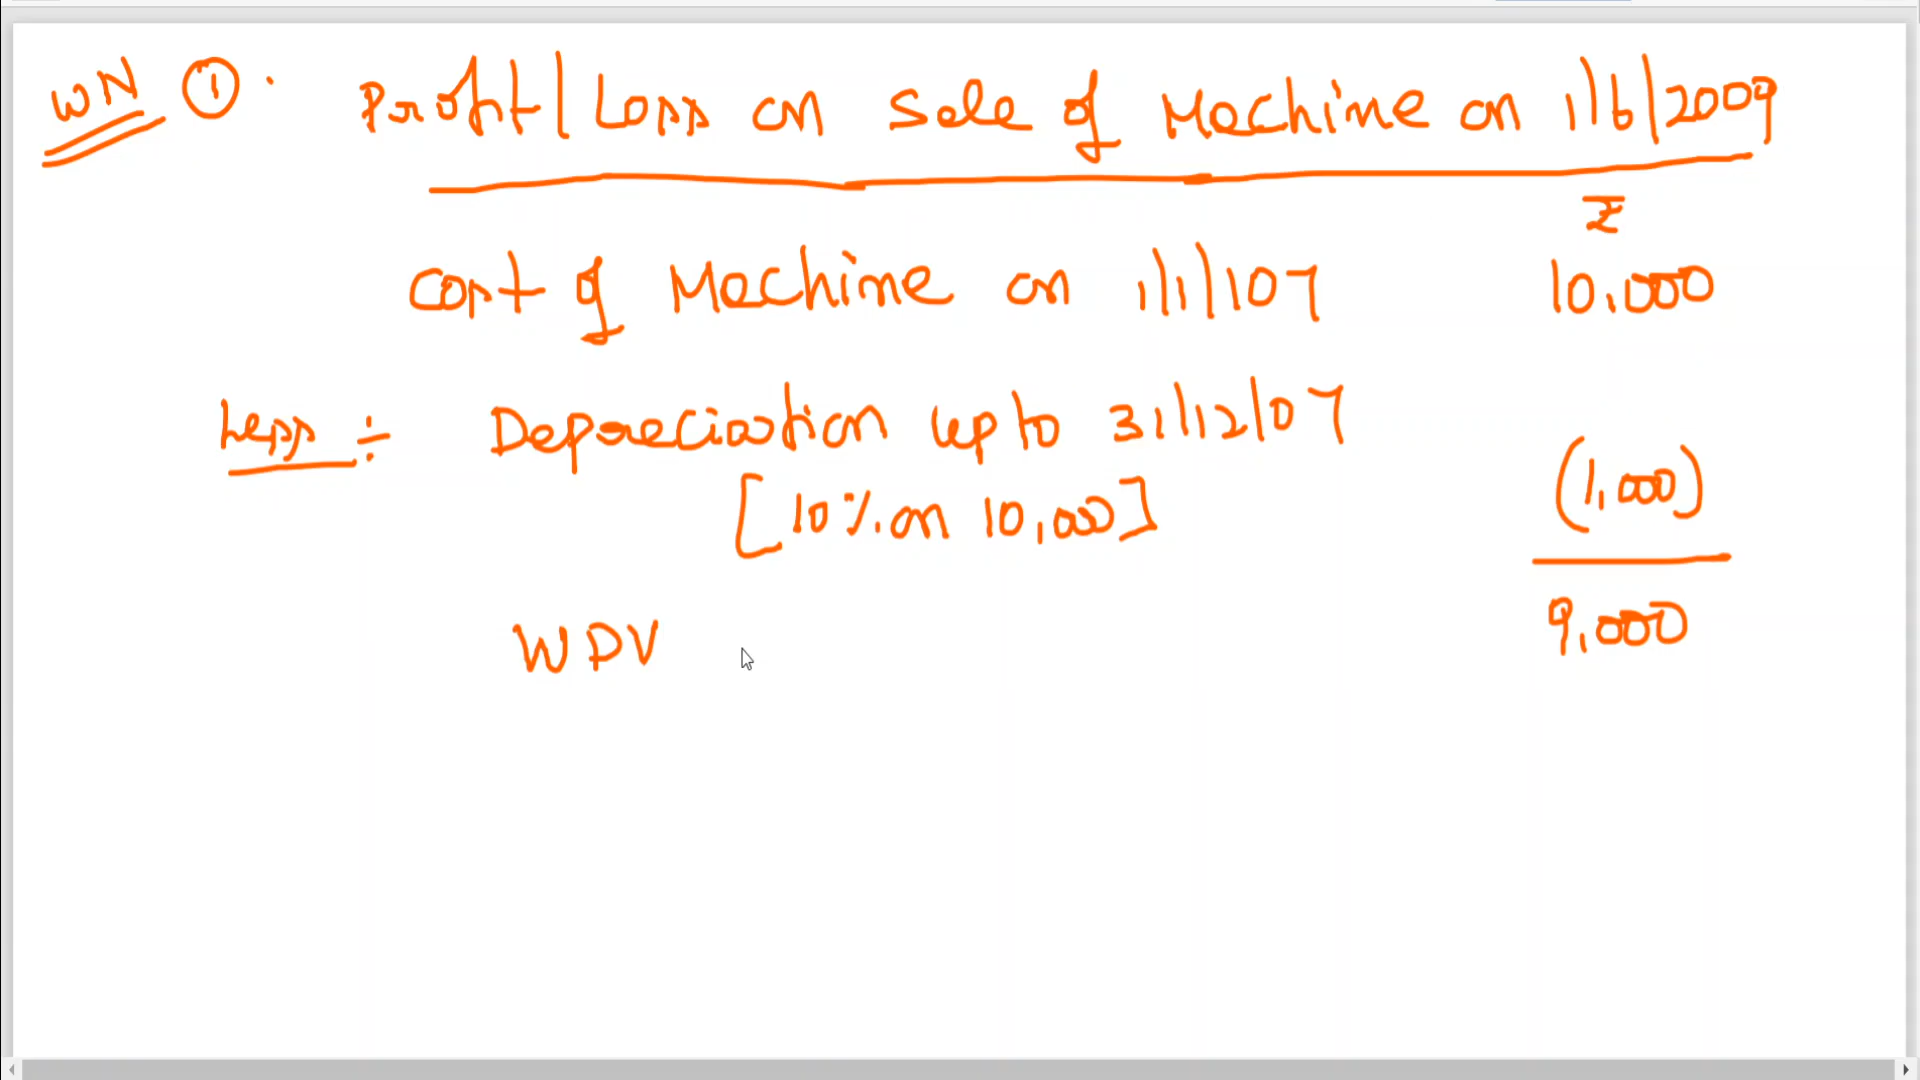 WN ①. Profit/Loss on Sale of Machine on 1/6/2009
₹
Cost of Machine on 1/1/07 10,000
Less :- Depreciation up to 31/12/07
[10% on 10,000] (1,000)
WDV 9,000